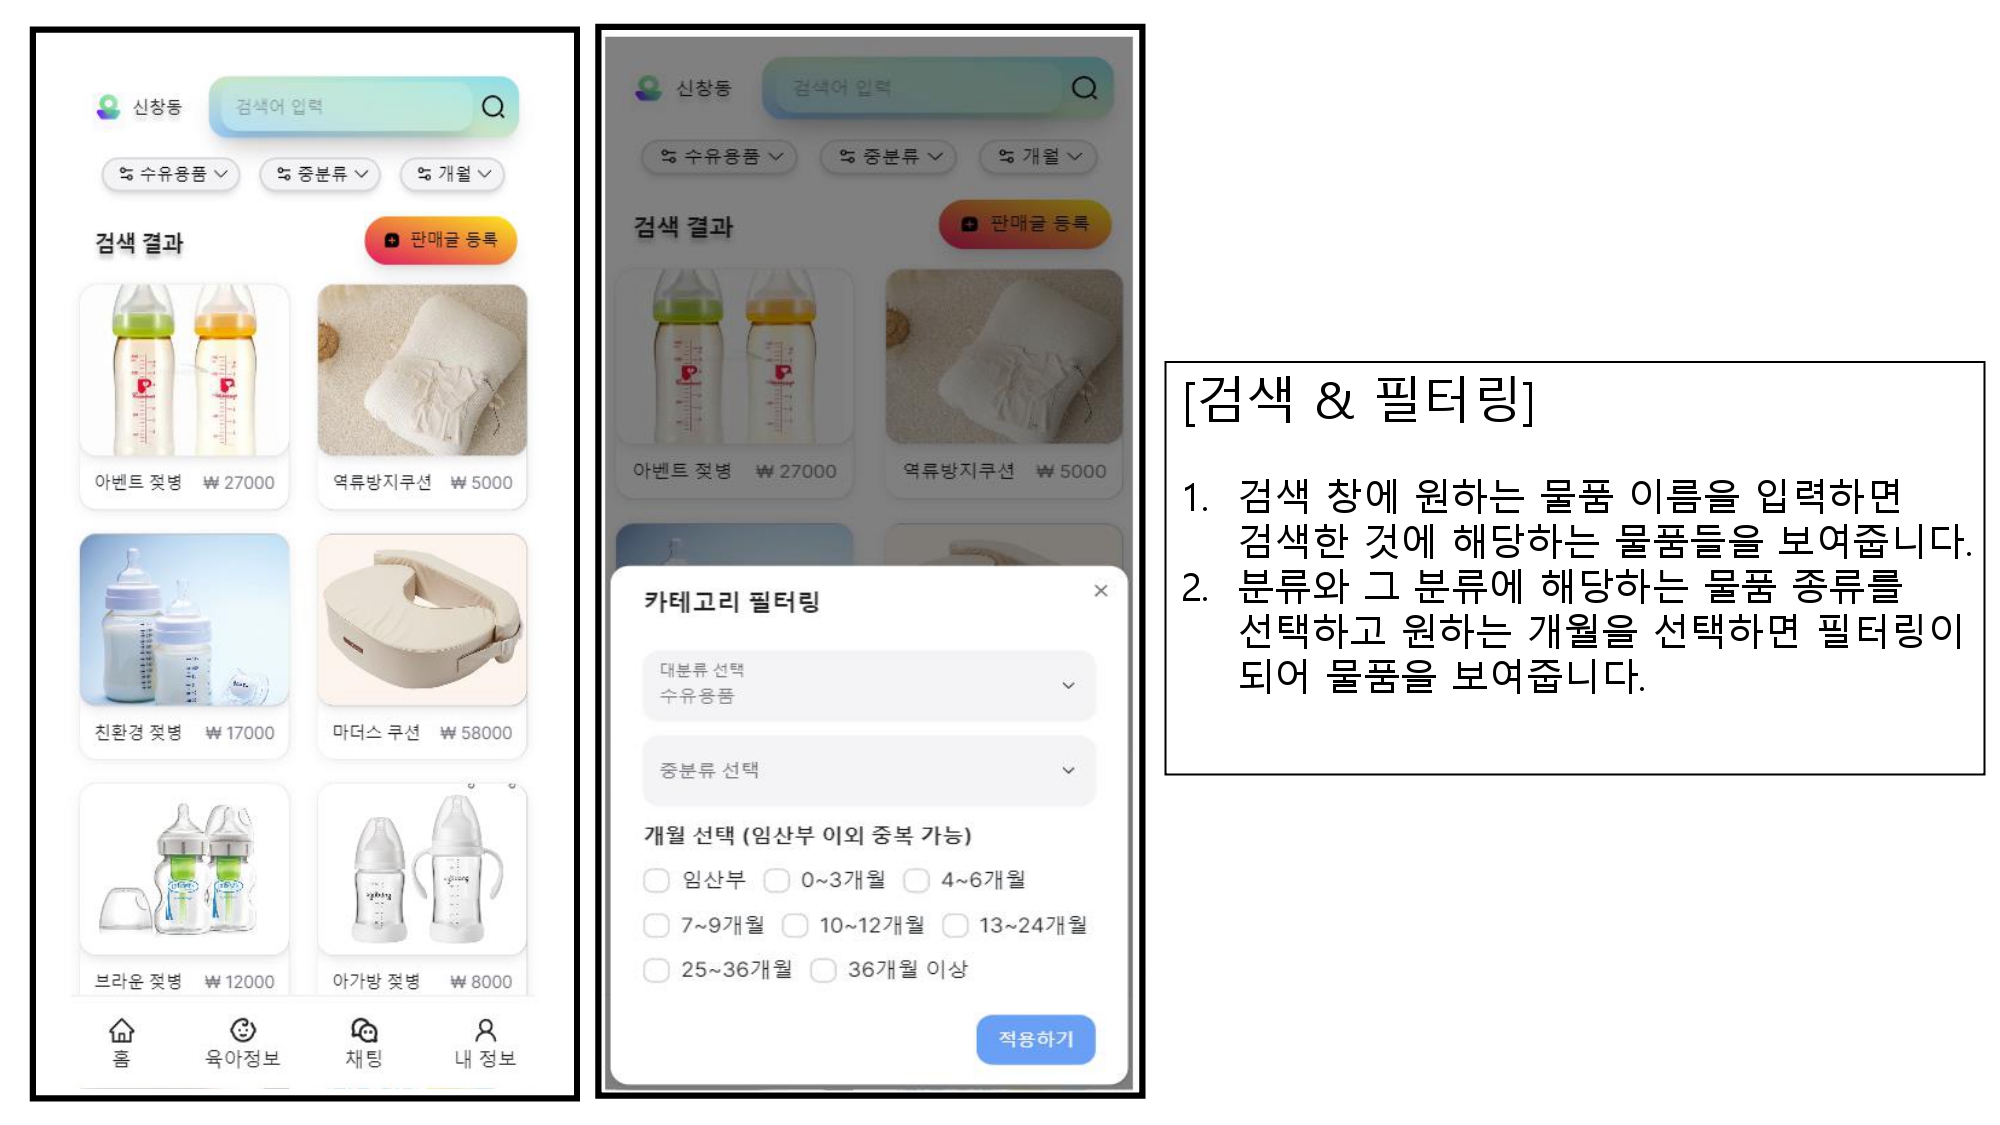 신창동
검색어 입력
수유용품
중분류
개월
검색 결과
판매글 등록
아벤트 젖병 ₩ 27000
역류방지쿠션 ₩ 5000
친환경 젖병 ₩ 17000
마더스 쿠션 ₩ 58000
브라운 젖병 ₩ 12000
아가방 젖병 ₩ 8000
홈
육아정보
채팅
내 정보
신창동
검색어 입력
수유용품
중분류
개월
검색 결과
판매글 등록
아벤트 젖병 ₩ 27000
역류방지쿠션 ₩ 5000
카테고리 필터링
대분류 선택
수유용품
중분류 선택
개월 선택 (임산부 이외 중복 가능)
임산부 0~3개월 4~6개월
7~9개월 10~12개월 13~24개월
25~36개월 36개월 이상
적용하기
[검색 & 필터링]
1. 검색 창에 원하는 물품 이름을 입력하면
검색한 것에 해당하는 물품들을 보여줍니다.
2. 분류와 그 분류에 해당하는 물품 종류를
선택하고 원하는 개월을 선택하면 필터링이
되어 물품을 보여줍니다.